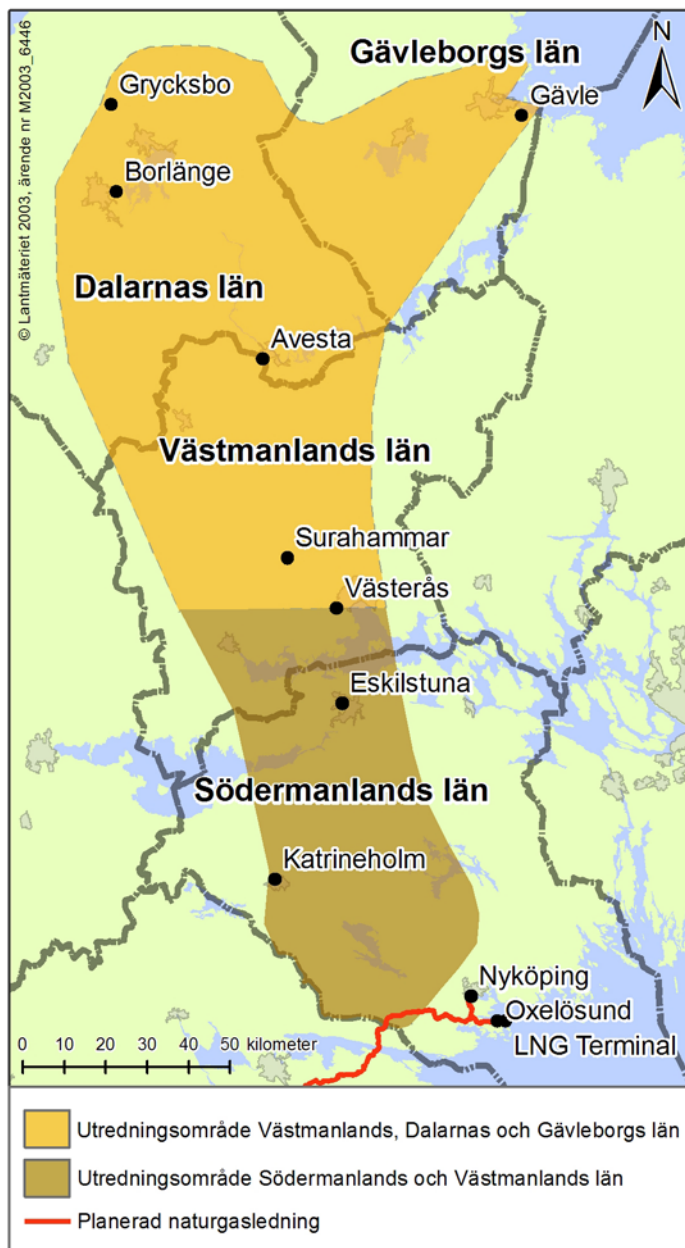 Gävleborgs län
N
Grycksbo
Gävle
Borlänge
© Lantmäteriet 2003, ärende nr M2003_6446
Dalarnas län
Avesta
Västmanlands län
Surahammar
Västerås
Eskilstuna
Södermanlands län
Katrineholm
Nyköping
Oxelösund
LNG Terminal
0 10 20 30 40 50 kilometer
Utredningsområde Västmanlands, Dalarnas och Gävleborgs län
Utredningsområde Södermanlands och Västmanlands län
Planerad naturgasledning